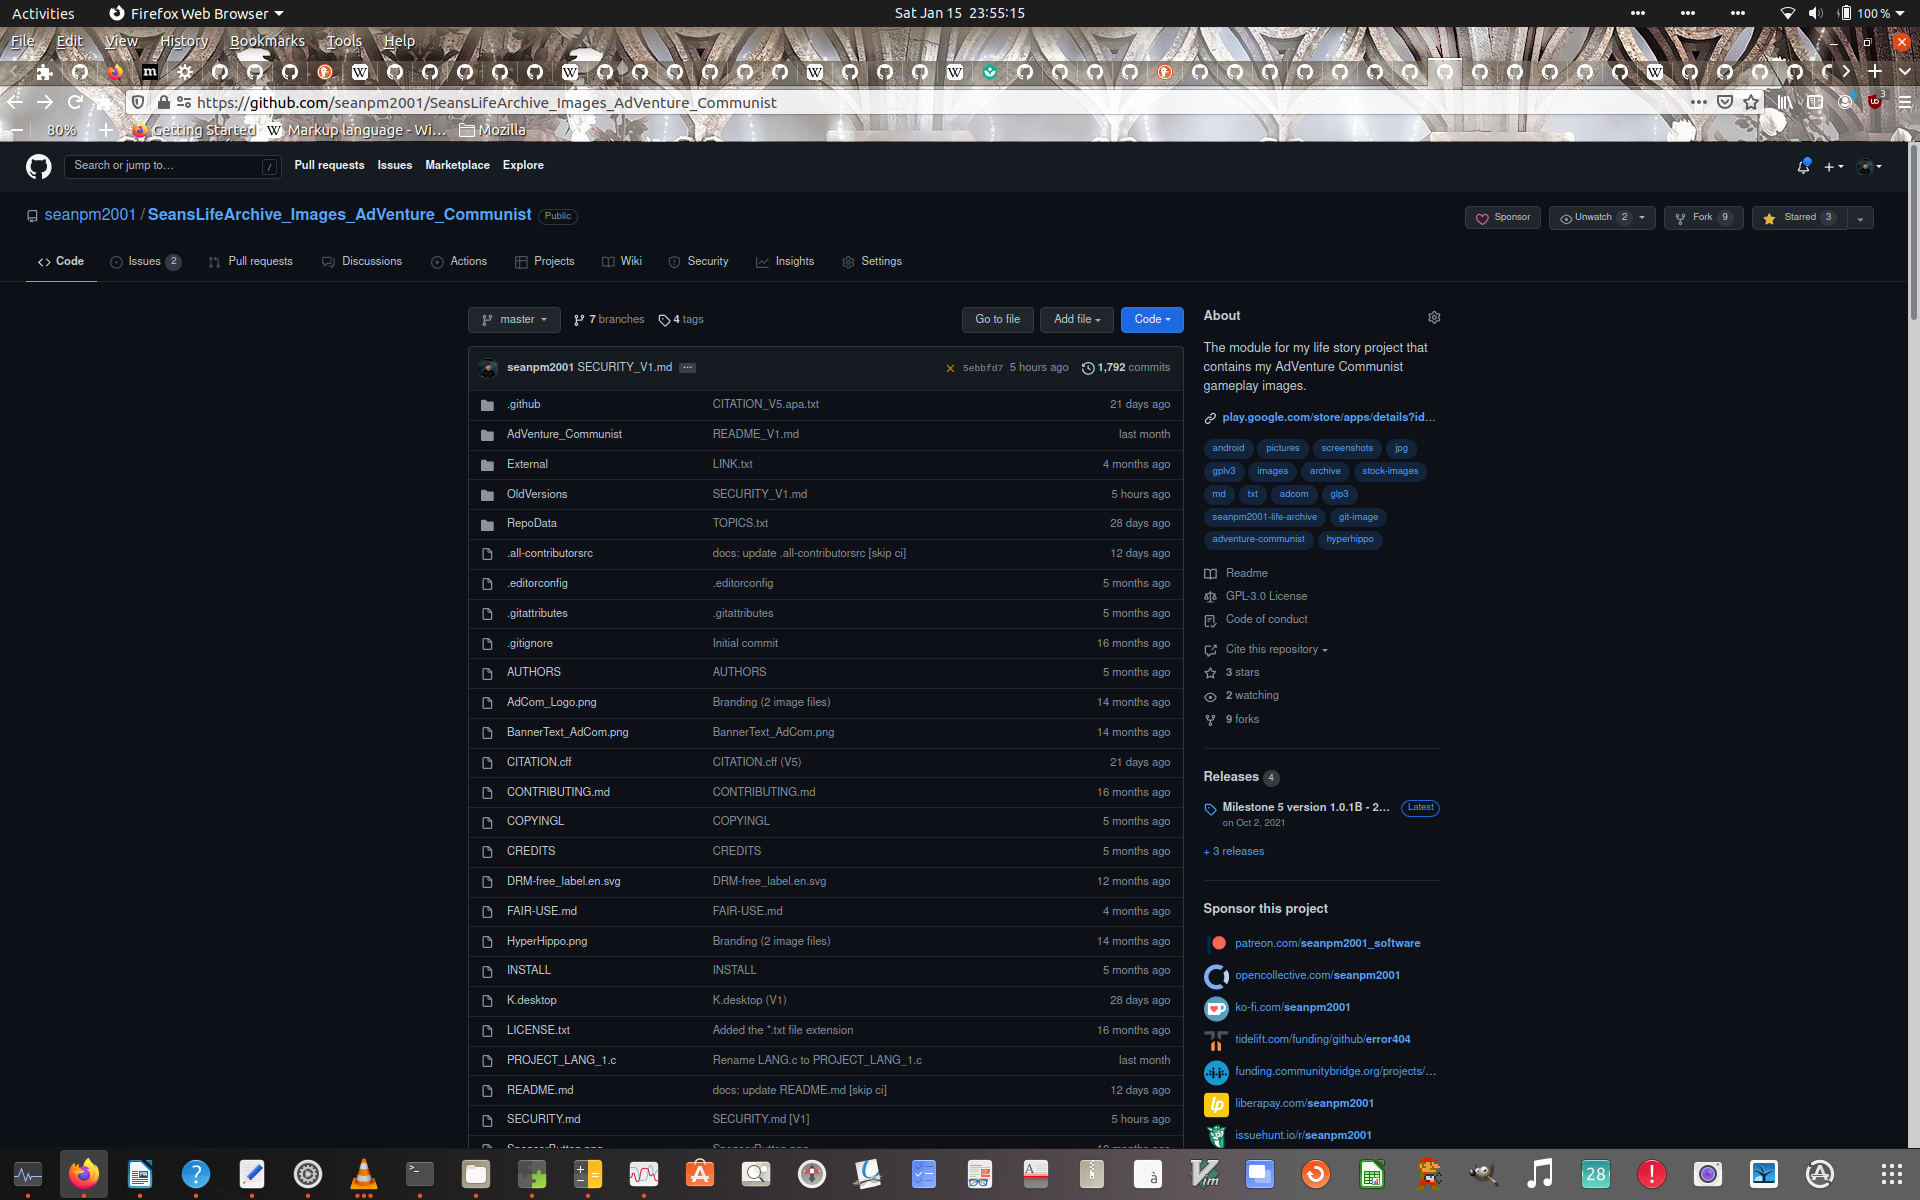 Activities Firefox Web Browser Sat Jan 15 23:55:15 100 %
File Edit View History Bookmarks Tools Help
https://github.com/seanpm2001/SeansLifeArchive_Images_AdVenture_Communist 3
80% Getting Started Markup language - Wi… Mozilla
Search or jump to… / Pull requests Issues Marketplace Explore
seanpm2001 / SeansLifeArchive_Images_AdVenture_Communist Public Sponsor Unwatch 2 Fork 9 Starred 3
Code Issues 2 Pull requests Discussions Actions Projects Wiki Security Insights Settings
master 7 branches 4 tags Go to file Add file Code
seanpm2001 SECURITY_V1.md ... 5ebbfd7 5 hours ago 1,792 commits
.github CITATION_V5.apa.txt 21 days ago
AdVenture_Communist README_V1.md last month
External LINK.txt 4 months ago
OldVersions SECURITY_V1.md 5 hours ago
RepoData TOPICS.txt 28 days ago
.all-contributorsrc docs: update .all-contributorsrc [skip ci] 12 days ago
.editorconfig .editorconfig 5 months ago
.gitattributes .gitattributes 5 months ago
.gitignore Initial commit 16 months ago
AUTHORS AUTHORS 5 months ago
AdCom_Logo.png Branding (2 image files) 14 months ago
BannerText_AdCom.png BannerText_AdCom.png 14 months ago
CITATION.cff CITATION.cff (V5) 21 days ago
CONTRIBUTING.md CONTRIBUTING.md 16 months ago
COPYINGL COPYINGL 5 months ago
CREDITS CREDITS 5 months ago
DRM-free_label.en.svg DRM-free_label.en.svg 12 months ago
FAIR-USE.md FAIR-USE.md 4 months ago
HyperHippo.png Branding (2 image files) 14 months ago
INSTALL INSTALL 5 months ago
K.desktop K.desktop (V1) 28 days ago
LICENSE.txt Added the *.txt file extension 16 months ago
PROJECT_LANG_1.c Rename LANG.c to PROJECT_LANG_1.c last month
README.md docs: update README.md [skip ci] 12 days ago
SECURITY.md SECURITY.md [V1] 5 hours ago
About
The module for my life story project that
contains my AdVenture Communist
gameplay images.
play.google.com/store/apps/details?id…
android pictures screenshots jpg
gplv3 images archive stock-images
md txt adcom glp3
seanpm2001-life-archive git-image
adventure-communist hyperhippo
Readme
GPL-3.0 License
Code of conduct
Cite this repository
3 stars
2 watching
9 forks
Releases 4
Milestone 5 version 1.0.1B - 2… Latest
on Oct 2, 2021
+ 3 releases
Sponsor this project
patreon.com/seanpm2001_software
opencollective.com/seanpm2001
ko-fi.com/seanpm2001
tidelift.com/funding/github/error404
funding.communitybridge.org/projects/…
liberapay.com/seanpm2001
issuehunt.io/r/seanpm2001
28